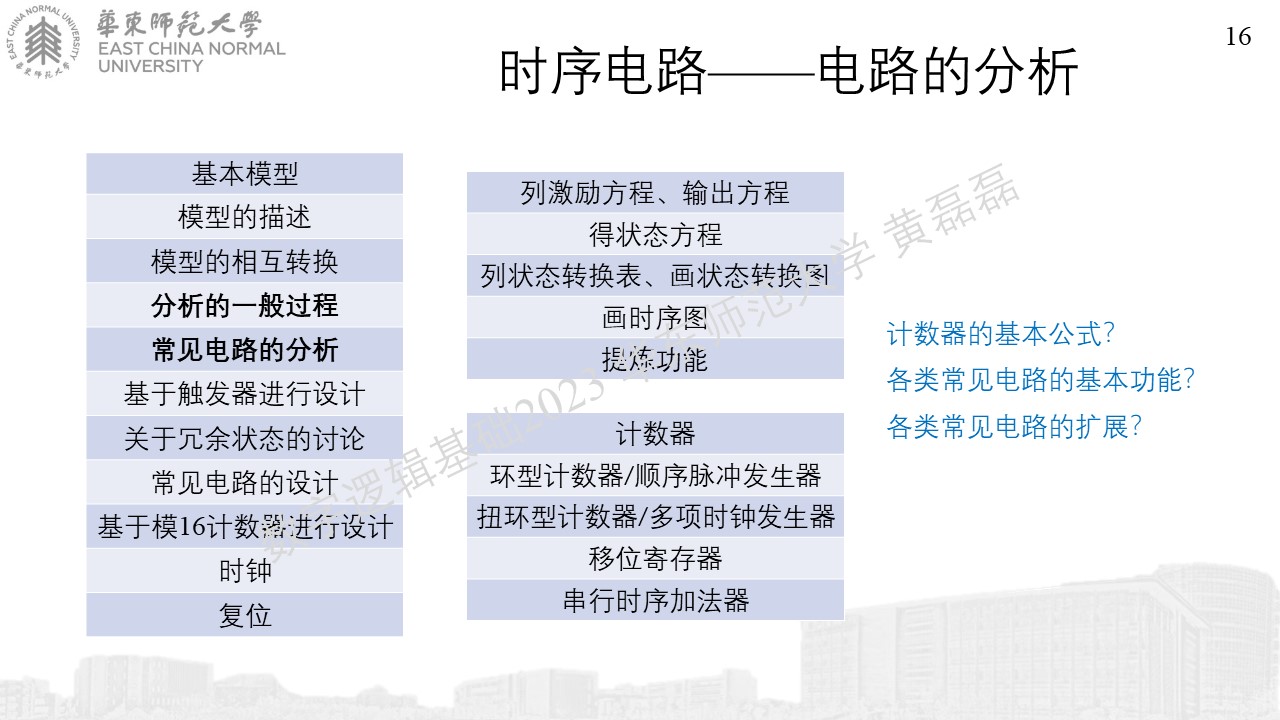 華東師範大學
EAST CHINA NORMAL
UNIVERSITY
EAST CHINA NORMAL UNIVERSITY
華東师范大学
16
时序电路——电路的分析
基本模型
模型的描述
模型的相互转换
分析的一般过程
常见电路的分析
基于触发器进行设计
关于冗余状态的讨论
常见电路的设计
基于模16计数器进行设计
时钟
复位
列激励方程、输出方程
得状态方程
列状态转换表、画状态转换图
画时序图
提炼功能
计数器
环型计数器/顺序脉冲发生器
扭环型计数器/多项时钟发生器
移位寄存器
串行时序加法器
计数器的基本公式?
各类常见电路的基本功能?
各类常见电路的扩展?
数字逻辑基础2023 华东师范大学 黄磊磊